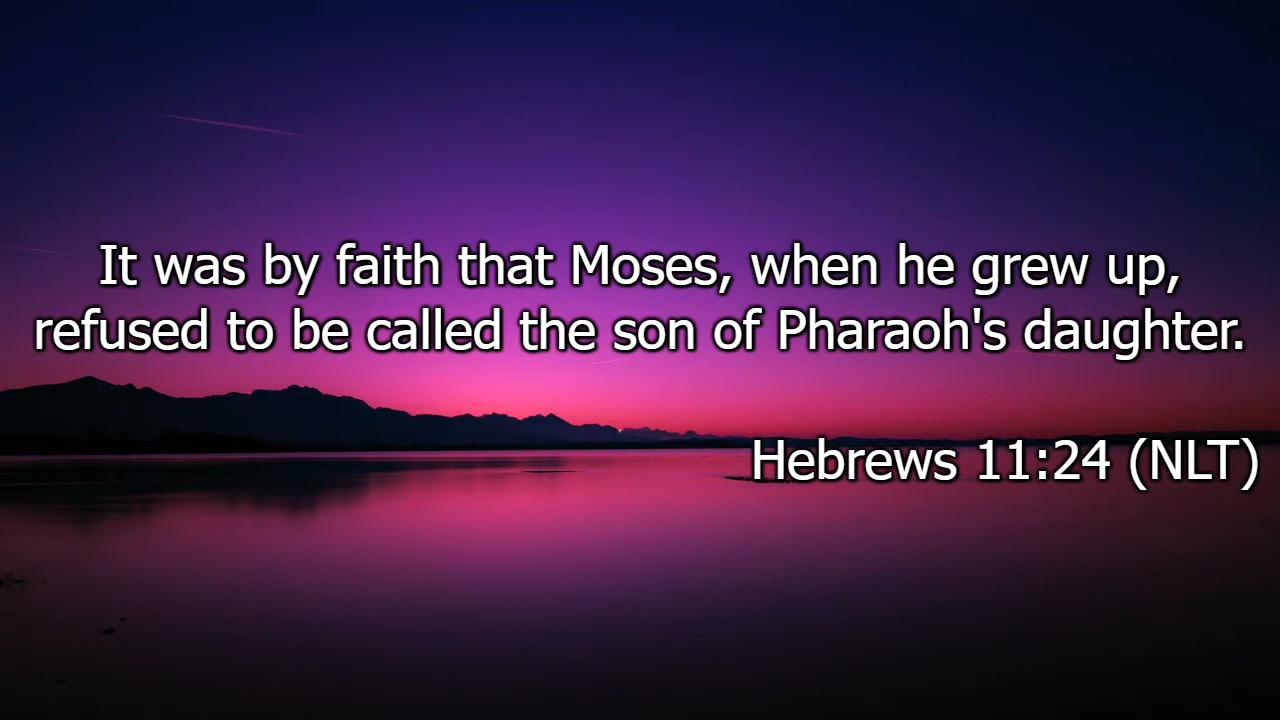 It was by faith that Moses, when he grew up,
refused to be called the son of Pharaoh's daughter.
Hebrews 11:24 (NLT)